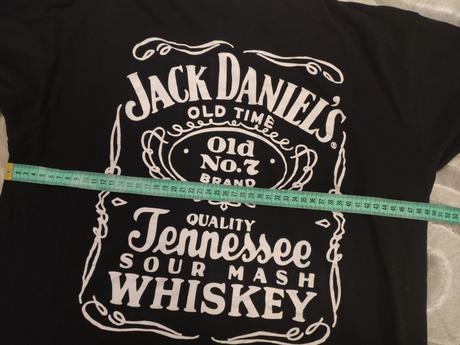 JACK DANIEL'S
®
OLD TIME
Old
No.7
BRAND
QUALITY
Tennessee
SOUR MASH
WHISKEY